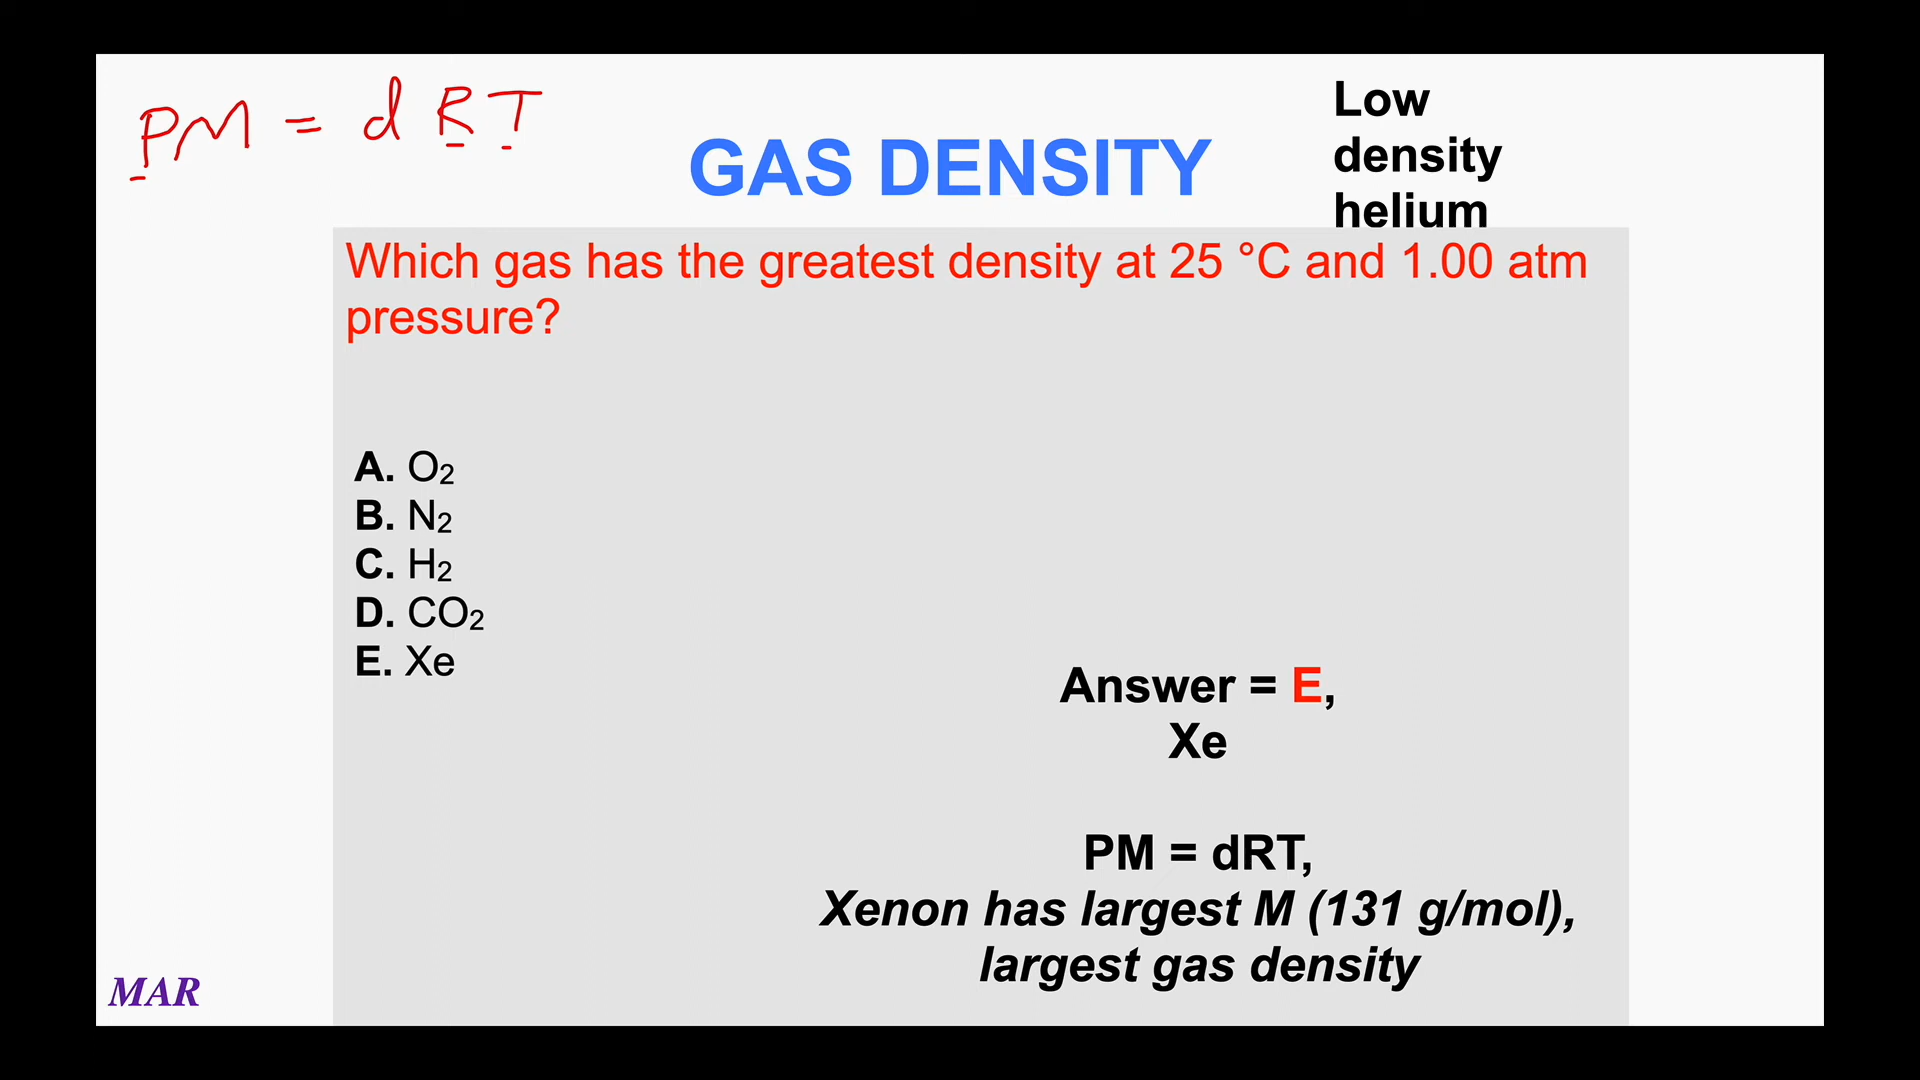 PM = dRT
GAS DENSITY
Low
density
helium
Which gas has the greatest density at 25 °C and 1.00 atm
pressure?
A. O₂
B. N₂
C. H₂
D. CO₂
E. Xe
Answer = E,
Xe
PM = dRT,
Xenon has largest M (131 g/mol),
largest gas density
MAR